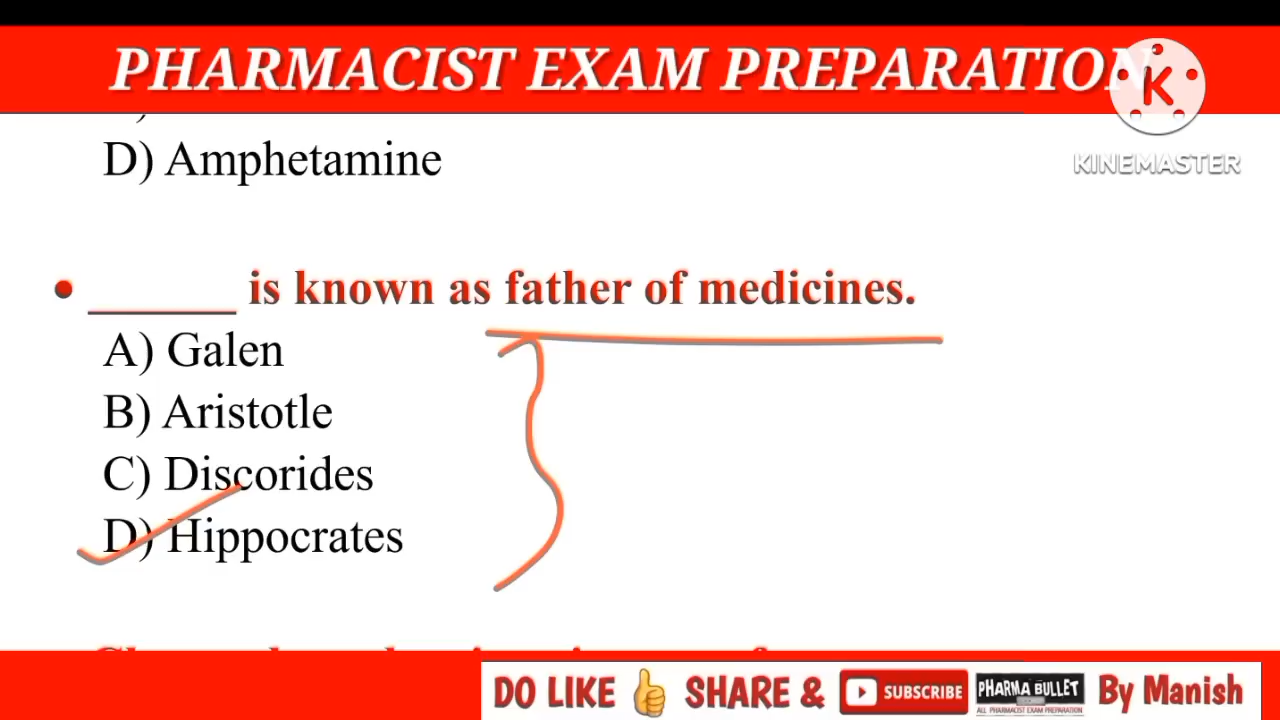 PHARMACIST EXAM PREPARATION
K
KINEMASTER
D) Amphetamine
• ______ is known as father of medicines.
A) Galen
B) Aristotle
C) Discorides
D) Hippocrates
DO LIKE SHARE & SUBSCRIBE PHARMA BULLET By Manish
ALL PHARMACIST EXAM PREPARATION